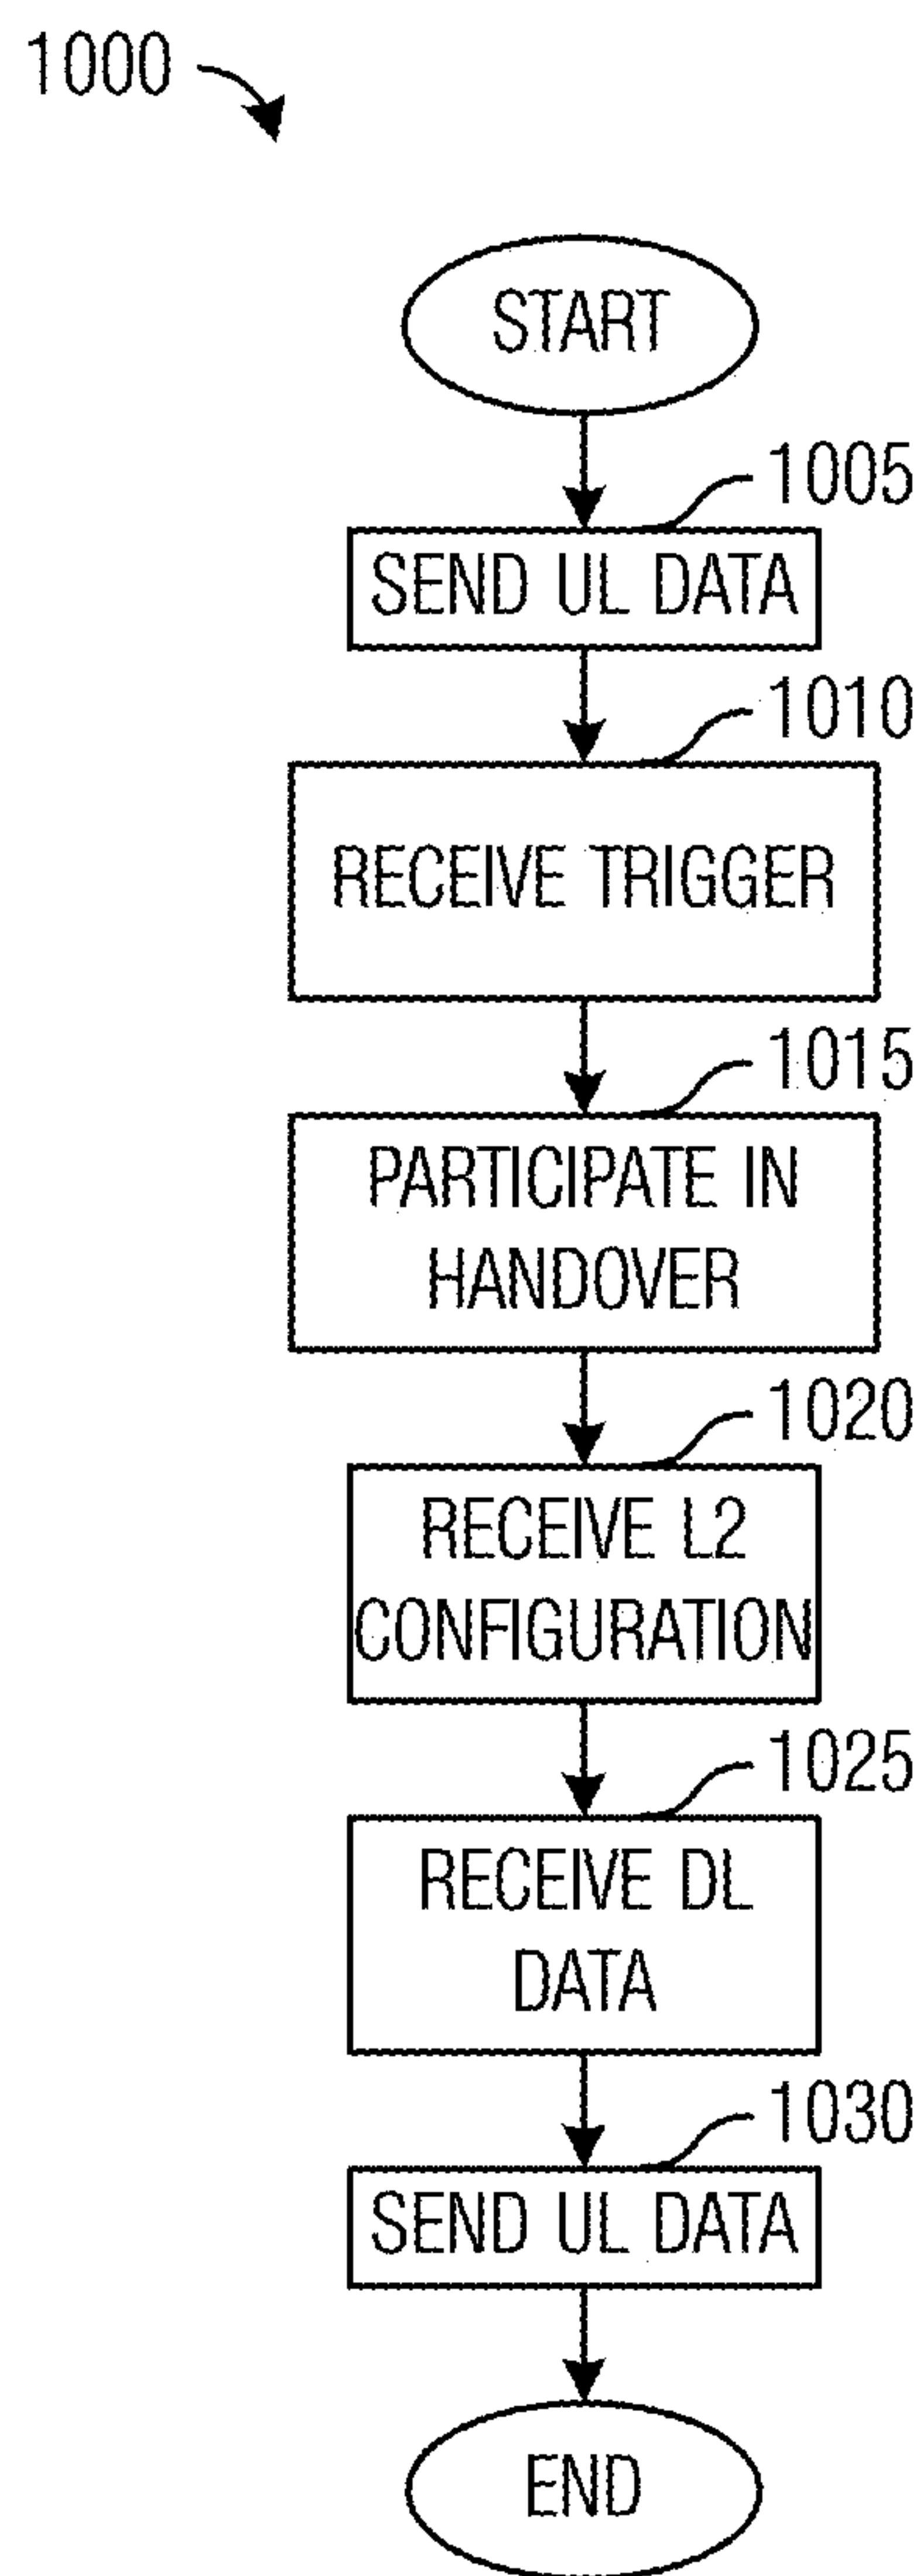 1000
START
1005
SEND UL DATA
1010
RECEIVE TRIGGER
1015
PARTICIPATE IN
HANDOVER
1020
RECEIVE L2
CONFIGURATION
1025
RECEIVE DL
DATA
1030
SEND UL DATA
END